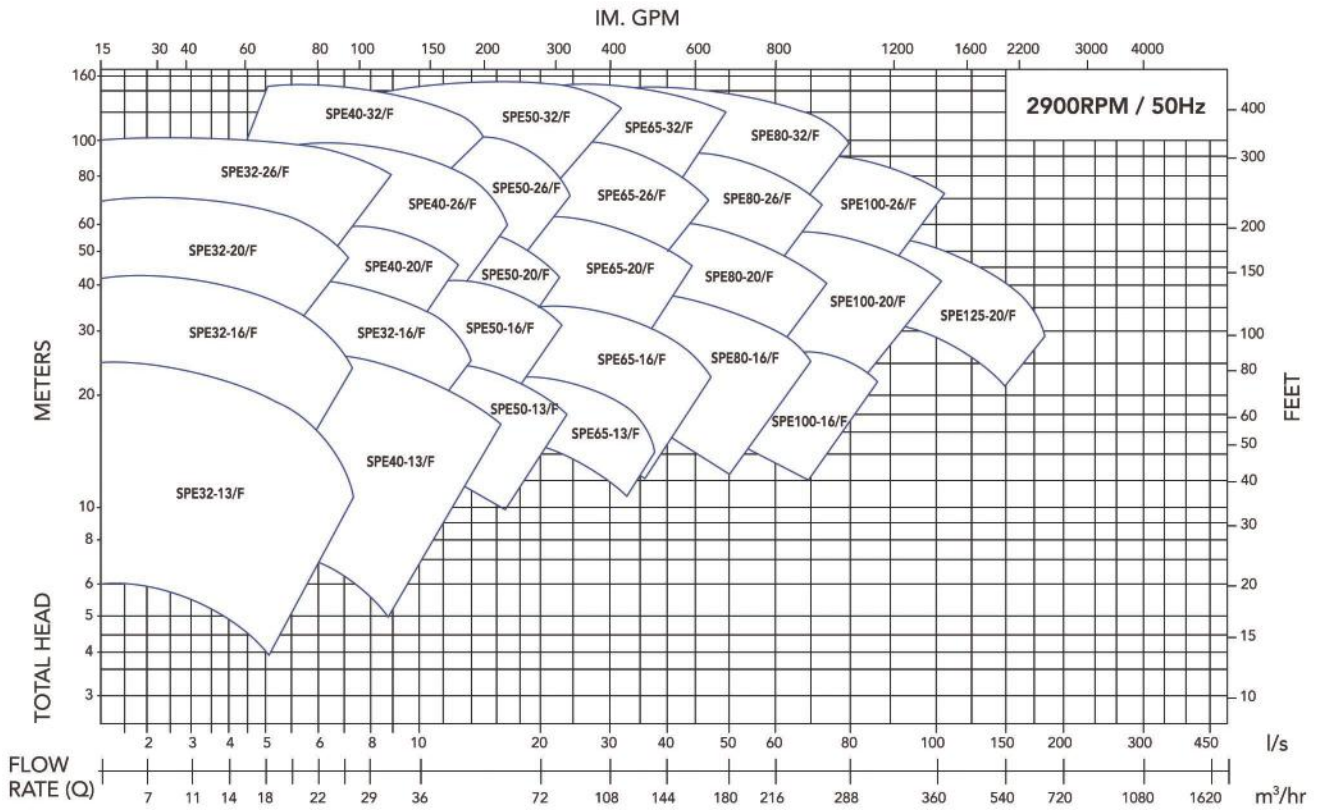 IM. GPM
15 30 40 60 80 100 150 200 300 400 600 800 1200 1600 2200 3000 4000
2900RPM / 50Hz
METERS
TOTAL HEAD
160
100
80
60
50
40
30
20
10
8
6
5
4
3
FEET
400
300
200
150
100
80
60
50
40
30
20
15
10
SPE40-32/F SPE50-32/F SPE65-32/F SPE80-32/F
SPE32-26/F SPE40-26/F SPE50-26/F SPE65-26/F SPE80-26/F SPE100-26/F
SPE32-20/F SPE40-20/F SPE50-20/F SPE65-20/F SPE80-20/F SPE100-20/F SPE125-20/F
SPE32-16/F SPE32-16/F SPE50-16/F SPE65-16/F SPE80-16/F SPE100-16/F
SPE32-13/F SPE40-13/F SPE50-13/F SPE65-13/F
2 3 4 5 6 8 10 20 30 40 50 60 80 100 150 200 300 450 l/s
FLOW
RATE (Q)
7 11 14 18 22 29 36 72 108 144 180 216 288 360 540 720 1080 1620 m³/hr